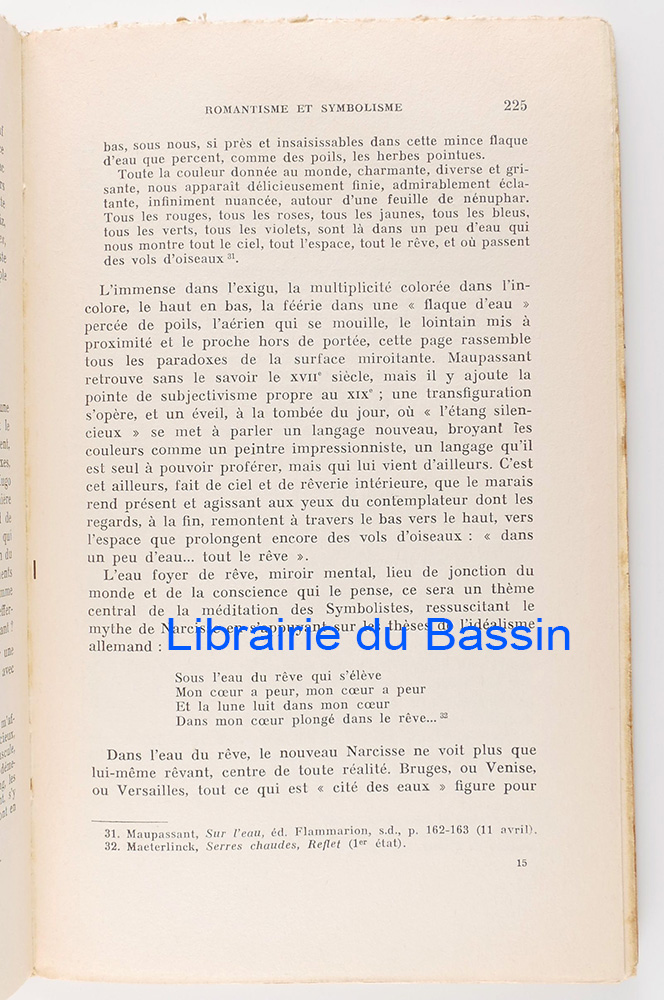 ROMANTISME ET SYMBOLISME 225
bas, sous nous, si près et insaisissables dans cette mince flaque
d'eau que percent, comme des poils, les herbes pointues.
Toute la couleur donnée au monde, charmante, diverse et gri-
sante, nous apparaît délicieusement finie, admirablement écla-
tante, infiniment nuancée, autour d'une feuille de nénuphar.
Tous les rouges, tous les roses, tous les jaunes, tous les bleus,
tous les verts, tous les violets, sont là dans un peu d'eau qui
nous montre tout le ciel, tout l'espace, tout le rêve, et où passent
des vols d'oiseaux 31.
L'immense dans l'exigu, la multiplicité colorée dans l'in-
colore, le haut en bas, la féérie dans une « flaque d'eau »
percée de poils, l'aérien qui se mouille, le lointain mis à
proximité et le proche hors de portée, cette page rassemble
tous les paradoxes de la surface miroitante. Maupassant
retrouve sans le savoir le XVIIe siècle, mais il y ajoute la
pointe de subjectivisme propre au XIXe ; une transfiguration
s'opère, et un éveil, à la tombée du jour, où « l'étang silen-
cieux » se met à parler un langage nouveau, broyant les
couleurs comme un peintre impressionniste, un langage qu'il
est seul à pouvoir proférer, mais qui lui vient d'ailleurs. C'est
cet ailleurs, fait de ciel et de rêverie intérieure, que le marais
rend présent et agissant aux yeux du contemplateur dont les
regards, à la fin, remontent à travers le bas vers le haut, vers
l'espace que prolongent encore des vols d'oiseaux : « dans
un peu d'eau... tout le rêve ».
L'eau foyer de rêve, miroir mental, lieu de jonction du
monde et de la conscience qui le pense, ce sera un thème
central de la méditation des Symbolistes, ressuscitant le
mythe de Narcisse en s'appuyant sur les thèses de l'idéalisme
allemand :
Librairie du Bassin
Sous l'eau du rêve qui s'élève
Mon cœur a peur, mon cœur a peur
Et la lune luit dans mon cœur
Dans mon cœur plongé dans le rêve... 32
Dans l'eau du rêve, le nouveau Narcisse ne voit plus que
lui-même rêvant, centre de toute réalité. Bruges, ou Venise,
ou Versailles, tout ce qui est « cité des eaux » figure pour
31. Maupassant, Sur l'eau, éd. Flammarion, s.d., p. 162-163 (11 avril).
32. Maeterlinck, Serres chaudes, Reflet (1er état).
15